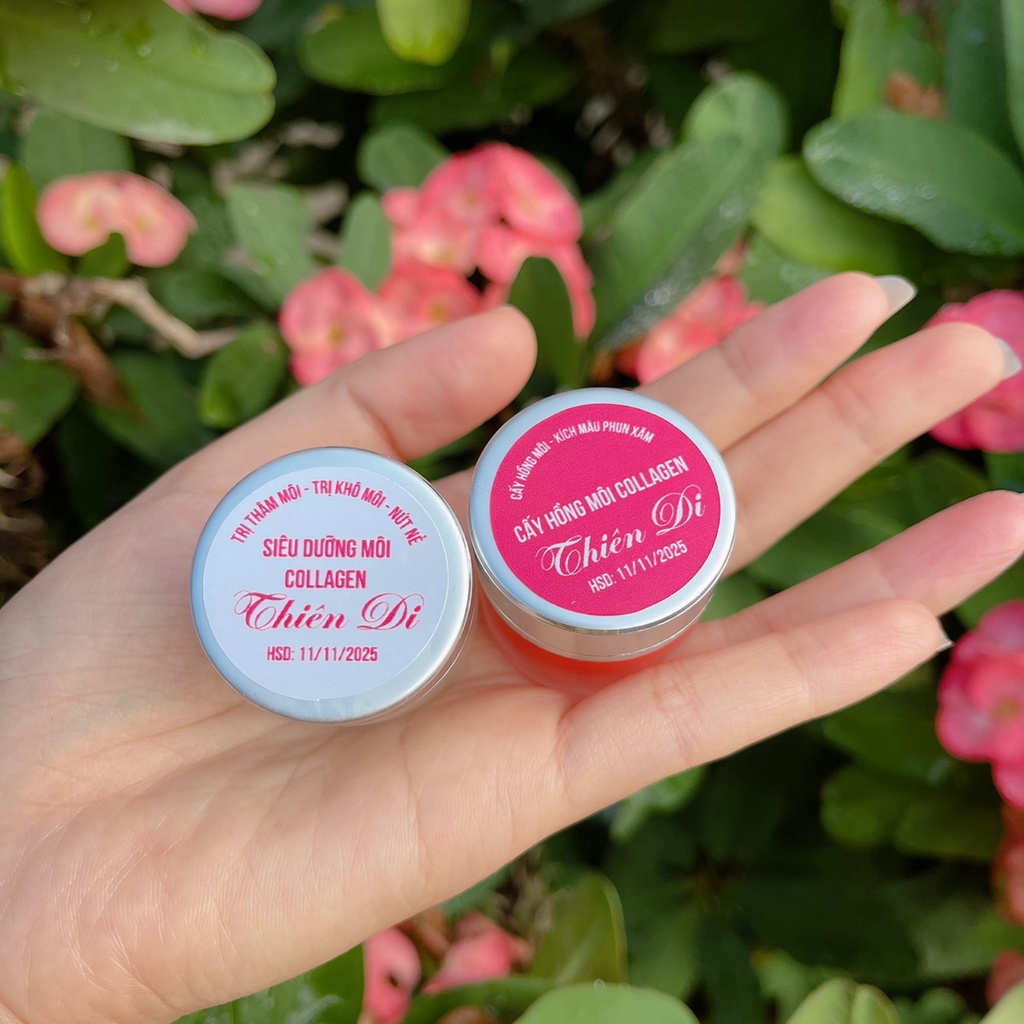 TRỊ THÂM MÔI - TRỊ KHÔ MÔI - NỨT NẺ
SIÊU DƯỠNG MÔI
COLLAGEN
Thiên Di
HSD: 11/11/2025
CẤY HỒNG MÔI - KÍCH MÀU PHUN XĂM
CẤY HỒNG MÔI COLLAGEN
Thiên Di
HSD: 11/11/2025